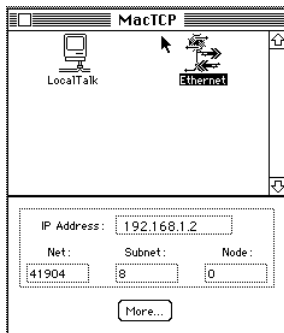 MacTCP
LocalTalk
Ethernet
IP Address: 192.168.1.2
Net: Subnet: Node:
41904 8 0
More...